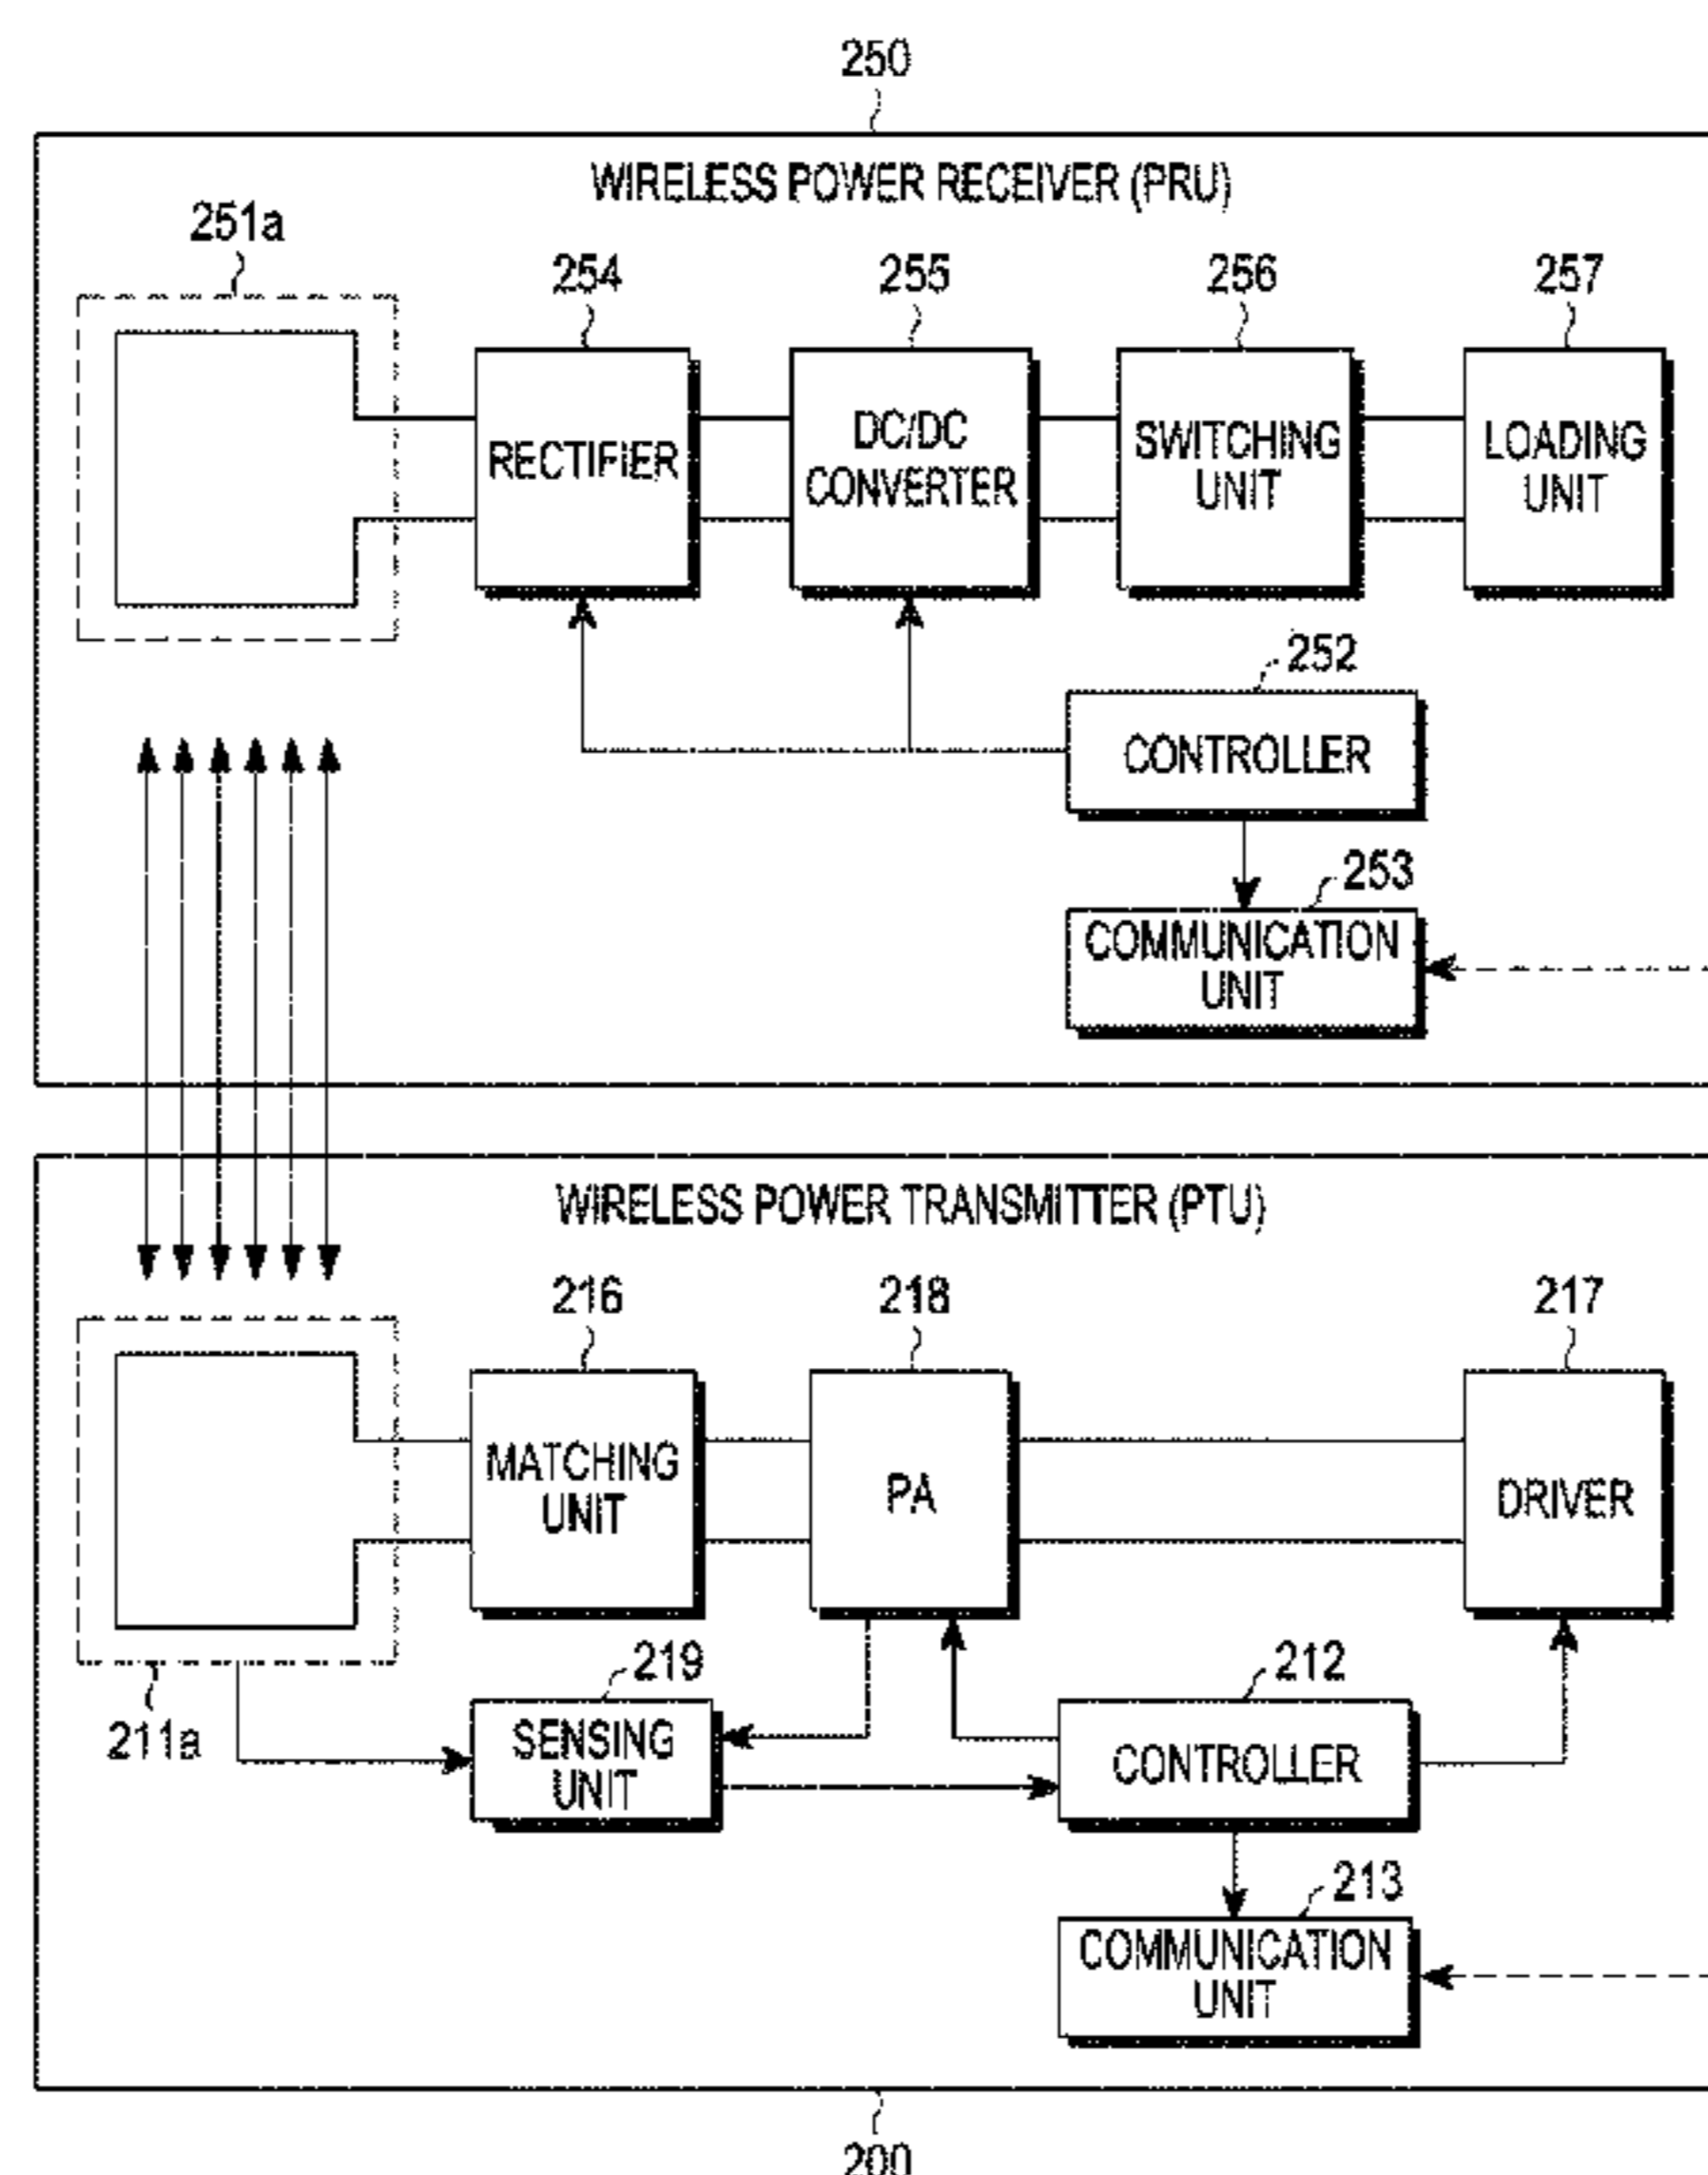 250
WIRELESS POWER RECEIVER (PRU)
251a
254
255
256
257
RECTIFIER
DC/DC
CONVERTER
SWITCHING
UNIT
LOADING
UNIT
252
CONTROLLER
253
COMMUNICATION
UNIT
WIRELESS POWER TRANSMITTER (PTU)
216
218
217
MATCHING
UNIT
PA
DRIVER
211a
219
SENSING
UNIT
212
CONTROLLER
213
COMMUNICATION
UNIT
200